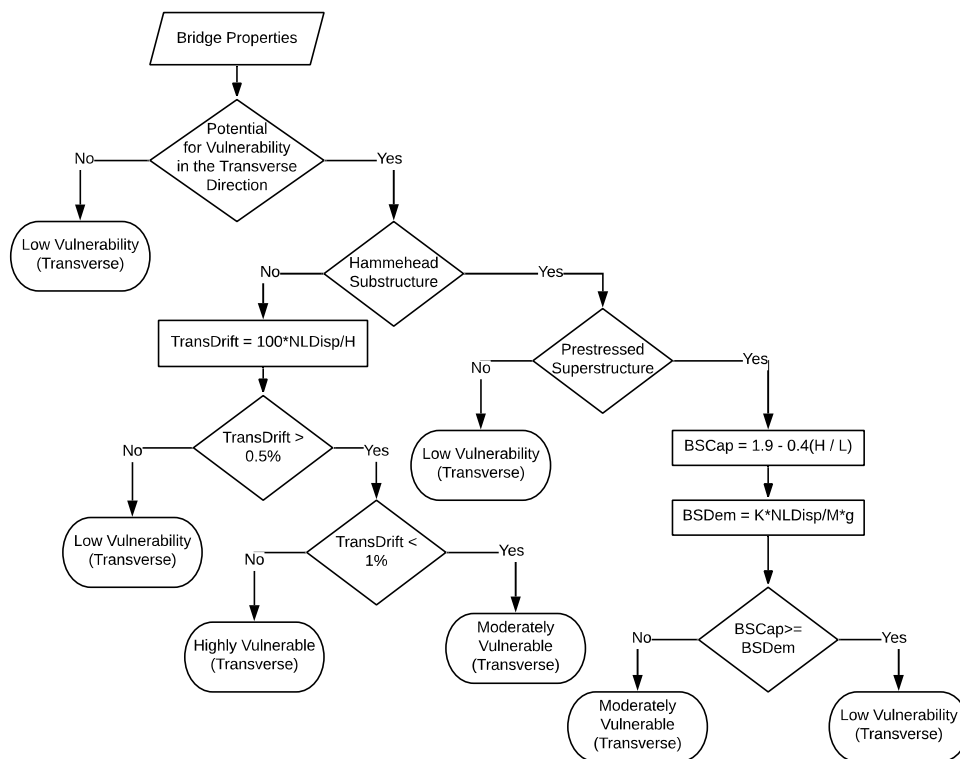 Bridge Properties
Potential
for Vulnerability
in the Transverse
Direction
No
Yes
Low Vulnerability
(Transverse)
Hammehead
Substructure
No
Yes
TransDrift = 100*NLDisp/H
Prestressed
Superstructure
No
Yes
TransDrift >
0.5%
No
Yes
Low Vulnerability
(Transverse)
BSCap = 1.9 - 0.4(H / L)
BSDem = K*NLDisp/M*g
Low Vulnerability
(Transverse)
TransDrift <
1%
No
Yes
Highly Vulnerable
(Transverse)
Moderately
Vulnerable
(Transverse)
BSCap>=
BSDem
No
Yes
Moderately
Vulnerable
(Transverse)
Low Vulnerability
(Transverse)